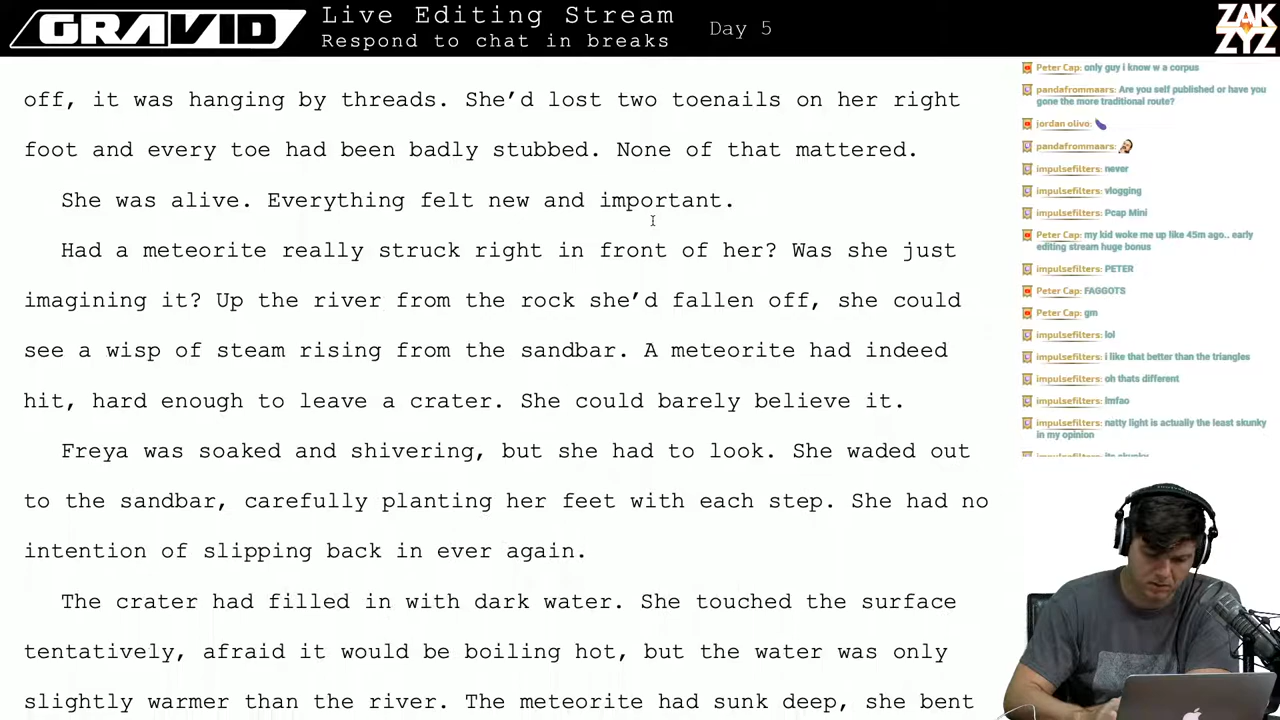 GRAVID
Live Editing Stream
Respond to chat in breaks
Day 5
ZAK
ZYZ
off, it was hanging by threads. She’d lost two toenails on her right
foot and every toe had been badly stubbed. None of that mattered.
She was alive. Everything felt new and important.
Had a meteorite really struck right in front of her? Was she just
imagining it? Up the river from the rock she’d fallen off, she could
see a wisp of steam rising from the sandbar. A meteorite had indeed
hit, hard enough to leave a crater. She could barely believe it.
Freya was soaked and shivering, but she had to look. She waded out
to the sandbar, carefully planting her feet with each step. She had no
intention of slipping back in ever again.
The crater had filled in with dark water. She touched the surface
tentatively, afraid it would be boiling hot, but the water was only
slightly warmer than the river. The meteorite had sunk deep, she bent
Peter Cap: only guy i know w a corpus
pandafrommaars: Are you self published or have you
gone the more traditional route?
jordan olivo:
pandafrommaars:
impulsefilters: never
impulsefilters: vlogging
impulsefilters: Pcap Mini
Peter Cap: my kid woke me up like 45m ago.. early
editing stream huge bonus
impulsefilters: PETER
Peter Cap: FAGGOTS
Peter Cap: gm
impulsefilters: lol
impulsefilters: i like that better than the triangles
impulsefilters: oh thats different
impulsefilters: lmfao
impulsefilters: natty light is actually the least skunky
in my opinion